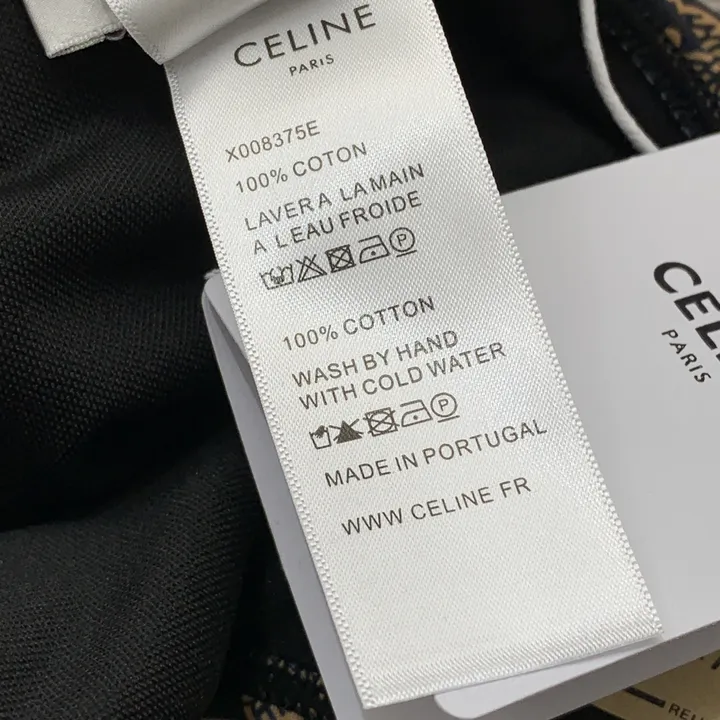 CELINE
PARIS
X008375E
100% COTON
LAVER A LA MAIN
A L EAU FROIDE
P
100% COTTON
WASH BY HAND
WITH COLD WATER
P
MADE IN PORTUGAL
WWW CELINE FR
CEL
PARIS